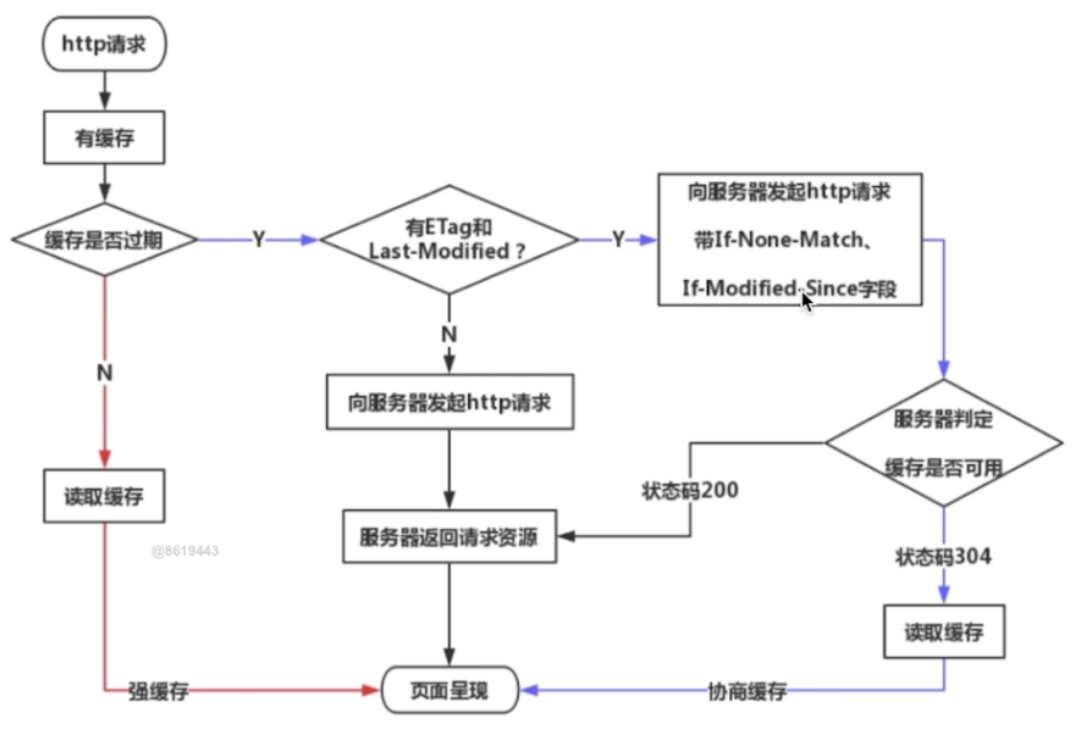 http请求
有缓存
缓存是否过期
Y
有ETag和
Last-Modified？
Y
向服务器发起http请求
带If-None-Match、
If-Modified-Since字段
N
N
向服务器发起http请求
服务器判定
缓存是否可用
状态码200
读取缓存
服务器返回请求资源
@8619443
状态码304
读取缓存
强缓存
页面呈现
协商缓存